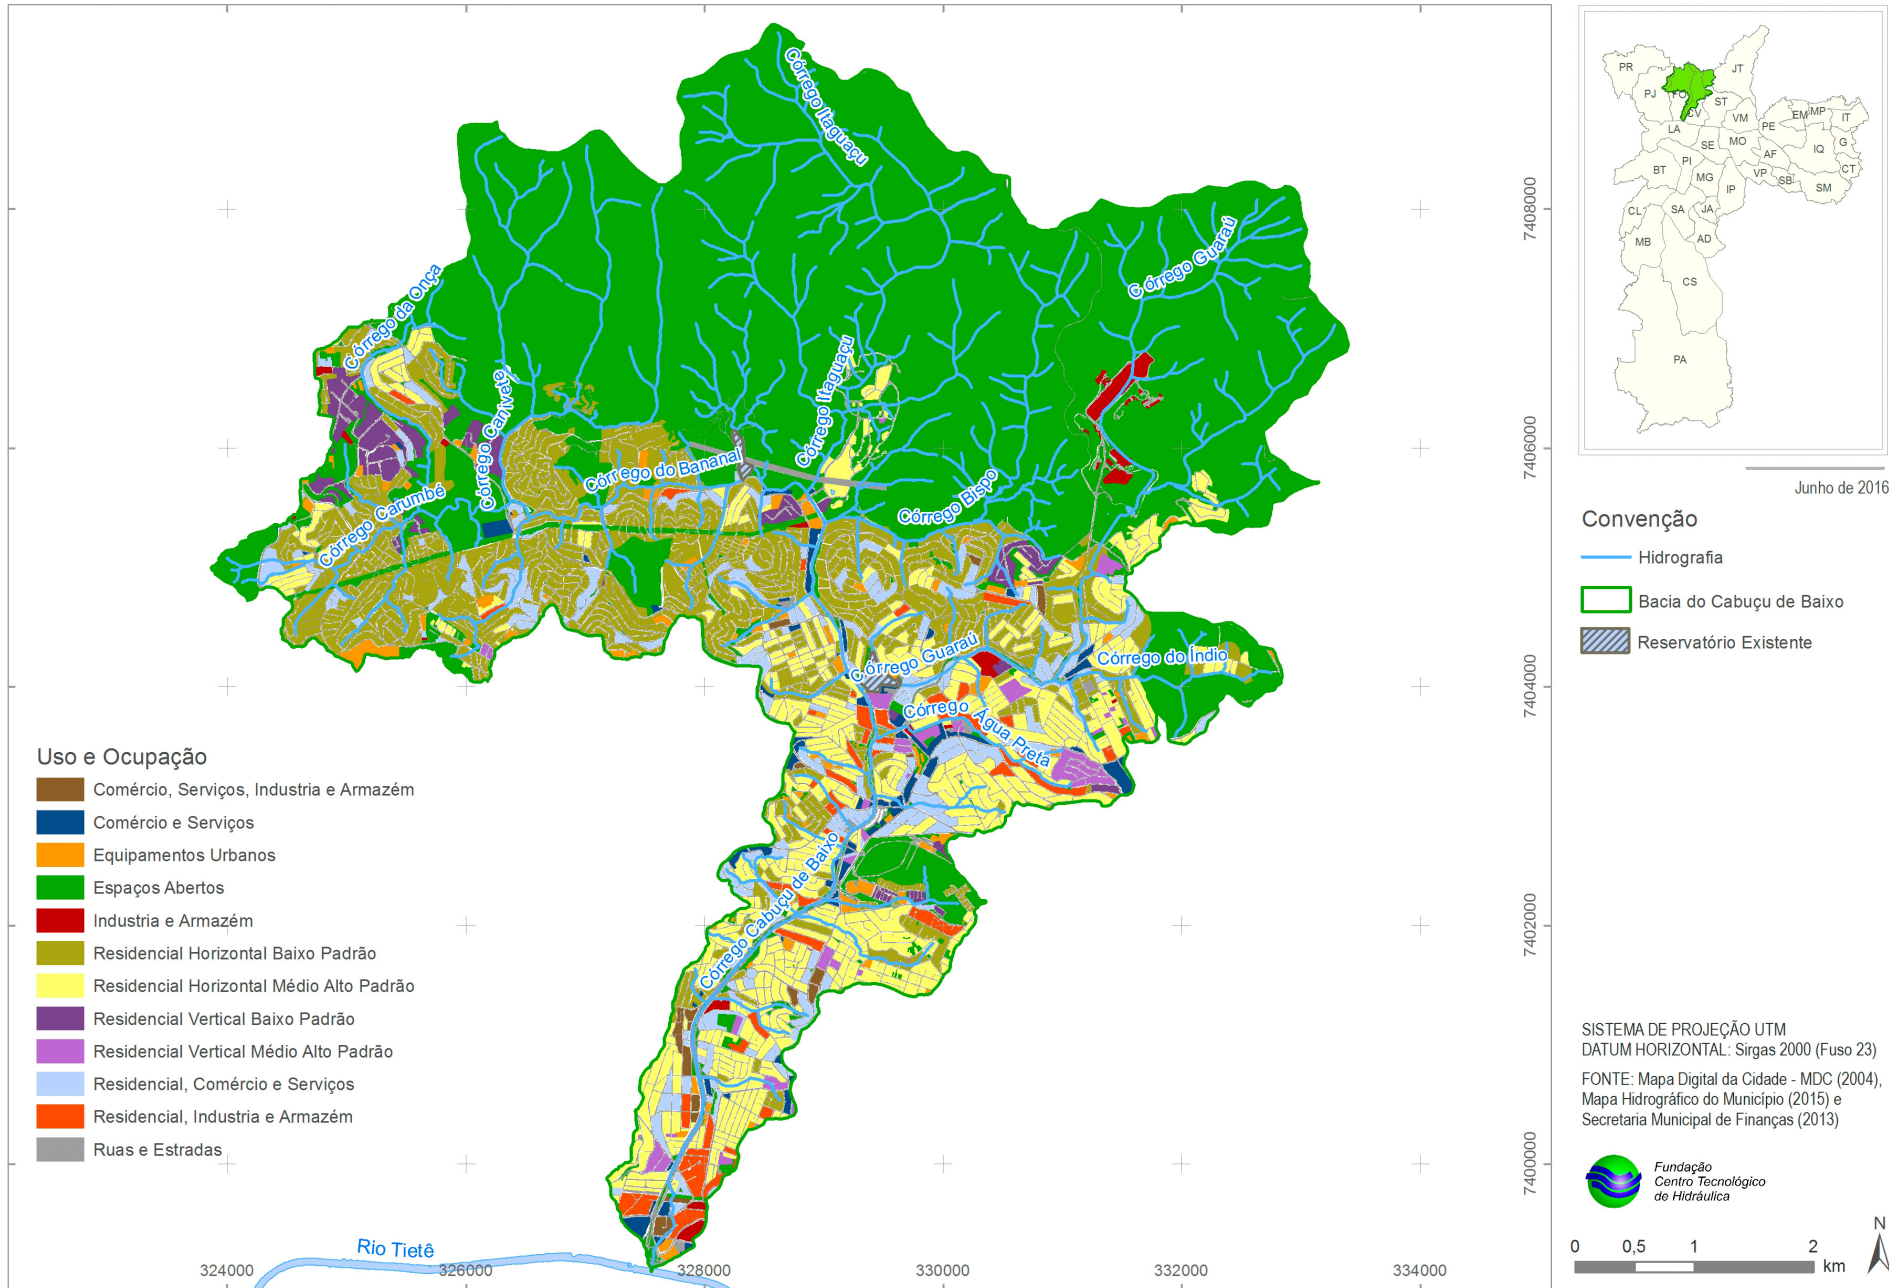 Córrego Itaguaçu
Córrego Guaraú
Córrego da Onça
Córrego Canivete
Córrego Itaguaçu
Córrego do Bananal
Córrego Bispo
Córrego Carumbé
Córrego Guaraú
Córrego do Índio
Córrego Água Preta
Córrego Cabuçu de Baixo
Rio Tietê
Uso e Ocupação
Comércio, Serviços, Industria e Armazém
Comércio e Serviços
Equipamentos Urbanos
Espaços Abertos
Industria e Armazém
Residencial Horizontal Baixo Padrão
Residencial Horizontal Médio Alto Padrão
Residencial Vertical Baixo Padrão
Residencial Vertical Médio Alto Padrão
Residencial, Comércio e Serviços
Residencial, Industria e Armazém
Ruas e Estradas
324000
326000
328000
330000
332000
334000
7408000
7406000
7404000
7402000
7400000
PR
JT
PJ
FO
CV
ST
VM
EM
MP
IT
PE
LA
SE
MO
AF
IQ
G
PI
BT
MG
IP
VP
SB
CT
SM
CL
SA
JA
MB
AD
CS
PA
Junho de 2016
Convenção
Hidrografia
Bacia do Cabuçu de Baixo
Reservatório Existente
SISTEMA DE PROJEÇÃO UTM
DATUM HORIZONTAL: Sirgas 2000 (Fuso 23)
FONTE: Mapa Digital da Cidade - MDC (2004),
Mapa Hidrográfico do Município (2015) e
Secretaria Municipal de Finanças (2013)
Fundação
Centro Tecnológico
de Hidráulica
N
0 0,5 1 2 km